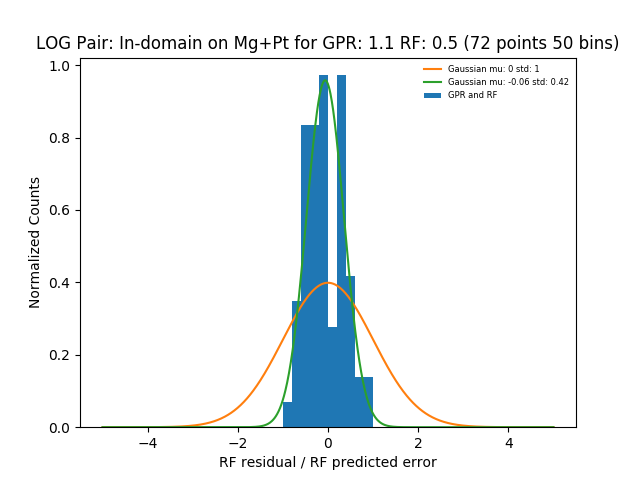 LOG Pair: In-domain on Mg+Pt for GPR: 1.1 RF: 0.5 (72 points 50 bins)
Gaussian mu: 0 std: 1
Gaussian mu: -0.06 std: 0.42
GPR and RF
Normalized Counts
1.0
0.8
0.6
0.4
0.2
0.0
−4 −2 0 2 4
RF residual / RF predicted error